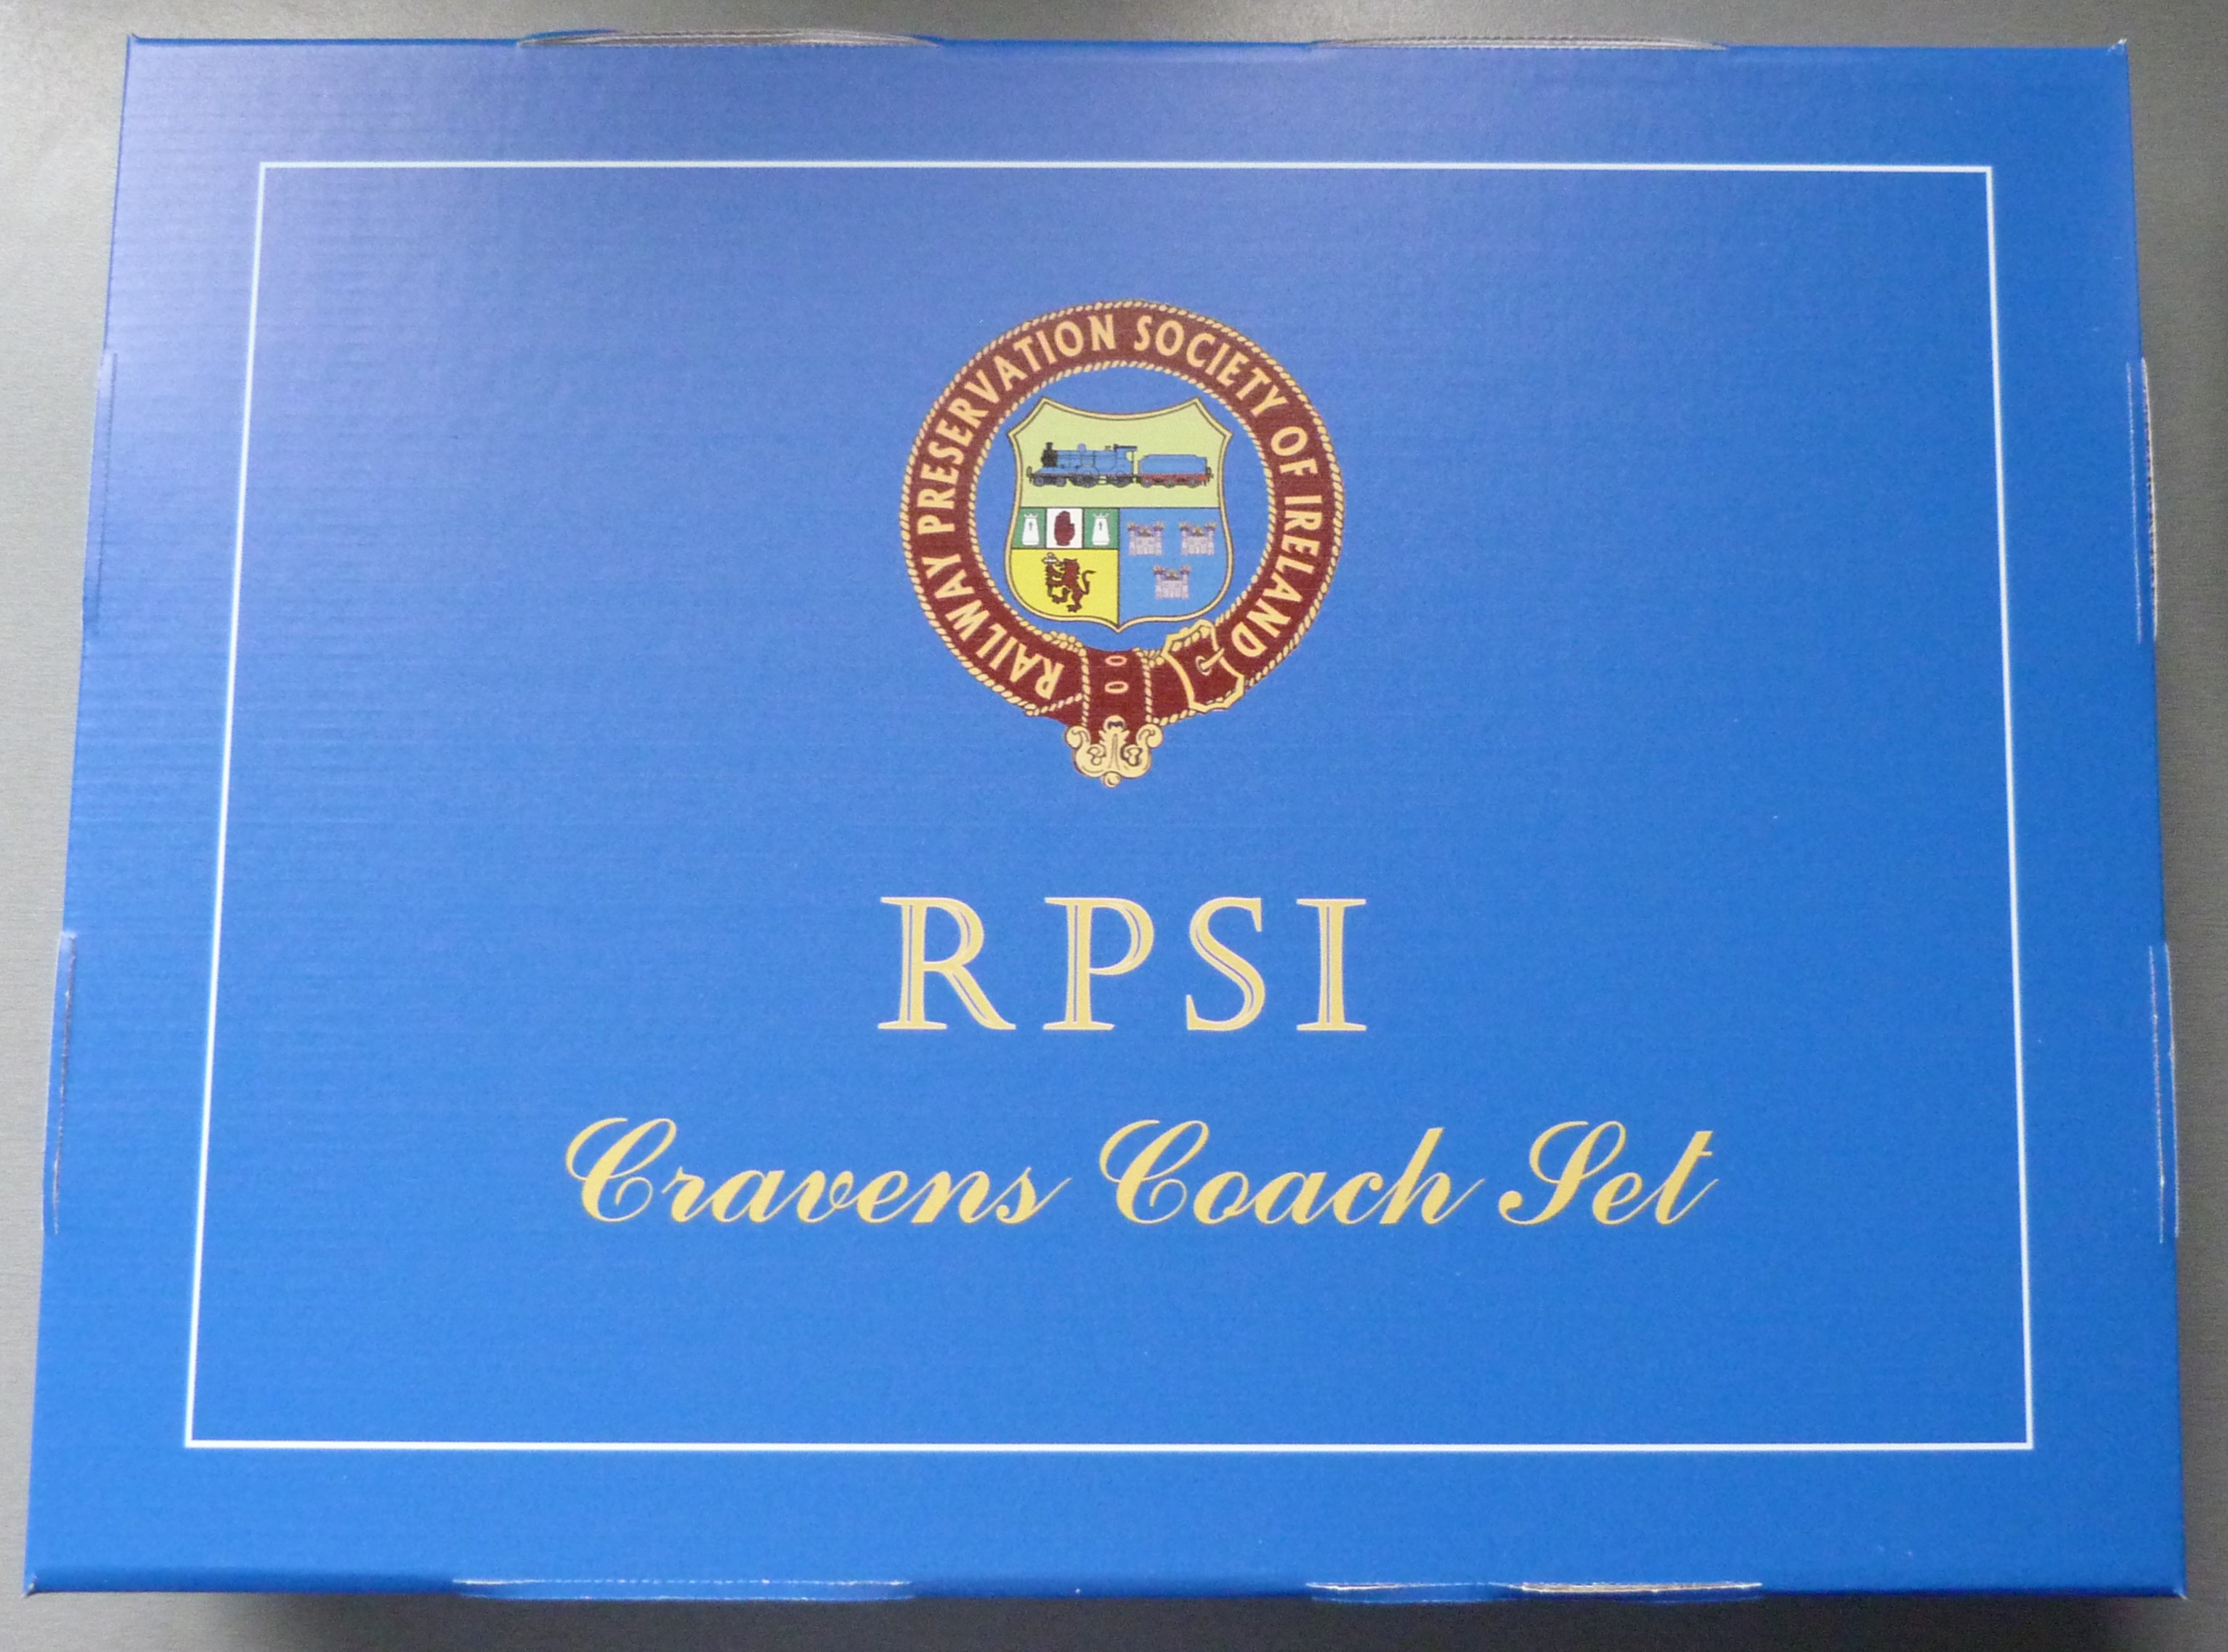 RAILWAY PRESERVATION SOCIETY OF IRELAND
RPSI
Cravens Coach Set